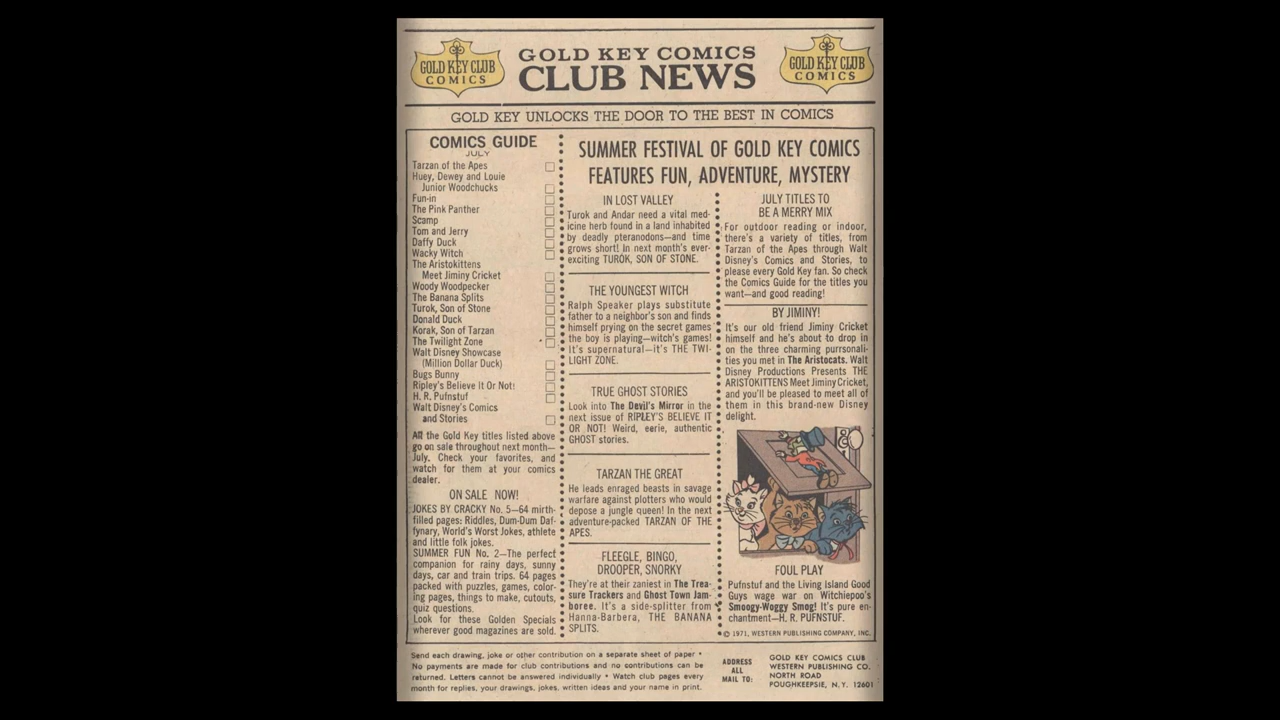 GOLD KEY CLUB
COMICS
GOLD KEY COMICS
CLUB NEWS
GOLD KEY CLUB
COMICS
GOLD KEY UNLOCKS THE DOOR TO THE BEST IN COMICS
COMICS GUIDE
JULY
Tarzan of the Apes
Huey, Dewey and Louie
Junior Woodchucks
Fun-in
The Pink Panther
Scamp
Tom and Jerry
Daffy Duck
Wacky Witch
The Aristokittens
Meet Jiminy Cricket
Woody Woodpecker
The Banana Splits
Turok, Son of Stone
Donald Duck
Korak, Son of Tarzan
The Twilight Zone
Walt Disney Showcase
(Million Dollar Duck)
Bugs Bunny
Ripley's Believe It Or Not!
H. R. Pufnstuf
Walt Disney's Comics
and Stories
All the Gold Key titles listed above
go on sale throughout next month—
July. Check your favorites, and
watch for them at your comics
dealer.
ON SALE NOW!
JOKES BY CRACKY No. 5—64 mirth-
filled pages: Riddles, Dum-Dum Daf-
fynary, World's Worst Jokes, athlete
and little folk jokes.
SUMMER FUN No. 2—The perfect
companion for rainy days, sunny
days, car and train trips. 64 pages
packed with puzzles, games, color-
ing pages, things to make, cutouts,
quiz questions.
Look for these Golden Specials
wherever good magazines are sold.
SUMMER FESTIVAL OF GOLD KEY COMICS
FEATURES FUN, ADVENTURE, MYSTERY
IN LOST VALLEY
Turok and Andar need a vital med-
icine herb found in a land inhabited
by deadly pteranodons—and time
grows short! In next month's ever-
exciting TUROK, SON OF STONE.
THE YOUNGEST WITCH
Ralph Speaker plays substitute
father to a neighbor's son and finds
himself prying on the secret games
the boy is playing—witch's games!
It's supernatural—it's THE TWI-
LIGHT ZONE.
TRUE GHOST STORIES
Look into The Devil's Mirror in the
next issue of RIPLEY'S BELIEVE IT
OR NOT! Weird, eerie, authentic
GHOST stories.
TARZAN THE GREAT
He leads enraged beasts in savage
warfare against plotters who would
depose a jungle queen! In the next
adventure-packed TARZAN OF THE
APES.
FLEEGLE, BINGO,
DROOPER, SNORKY
They're at their zaniest in The Trea-
sure Trackers and Ghost Town Jam-
boree. It's a side-splitter from
Hanna-Barbera, THE BANANA
SPLITS.
JULY TITLES TO
BE A MERRY MIX
For outdoor reading or indoor,
there's a variety of titles, from
Tarzan of the Apes through Walt
Disney's Comics and Stories, to
please every Gold Key fan. So check
the Comics Guide for the titles you
want—and good reading!
BY JIMINY!
It's our old friend Jiminy Cricket
himself and he's about to drop in
on the three charming purrsonali-
ties you met in The Aristocats. Walt
Disney Productions Presents THE
ARISTOKITTENS Meet Jiminy Cricket,
and you'll be pleased to meet all of
them in this brand-new Disney
delight.
FOUL PLAY
Pufnstuf and the Living Island Good
Guys wage war on Witchiepoo's
Smoogy-Woggy Smog! It's pure en-
chantment—H. R. PUFNSTUF.
© 1971, WESTERN PUBLISHING COMPANY, INC.
Send each drawing, joke or other contribution on a separate sheet of paper •
No payments are made for club contributions and no contributions can be
returned. Letters cannot be answered individually • Watch club pages every
month for replies, your drawings, jokes, written ideas and your name in print.
ADDRESS
ALL
MAIL TO:
GOLD KEY COMICS CLUB
WESTERN PUBLISHING CO.
NORTH ROAD
POUGHKEEPSIE, N.Y. 12601